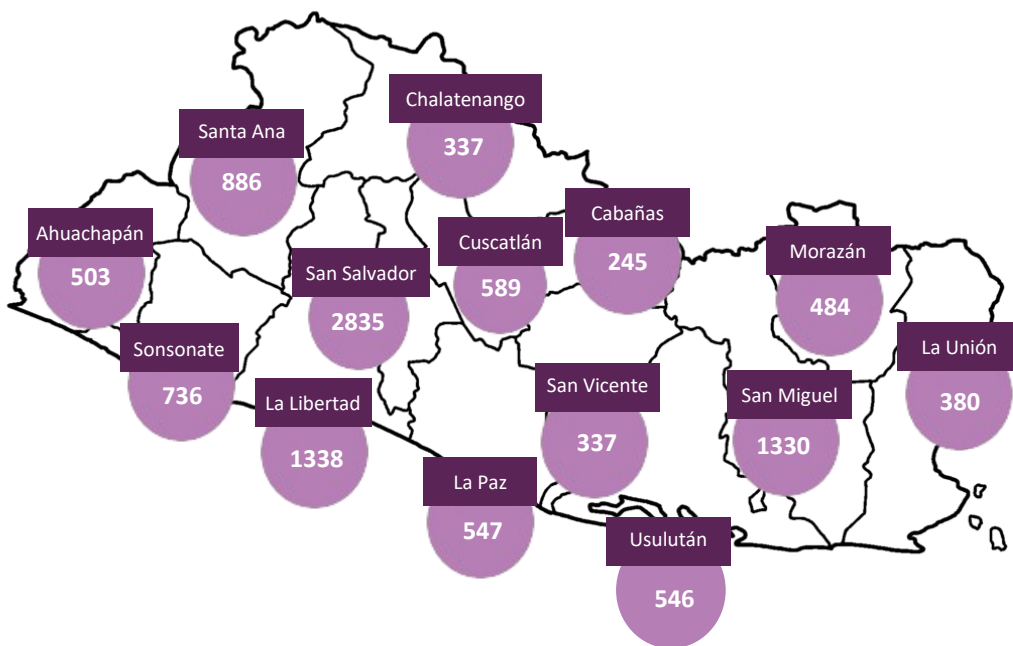 Chalatenango
337
Santa Ana
886
Cabañas
245
Ahuachapán
503
Cuscatlán
589
Morazán
484
San Salvador
2835
Sonsonate
736
La Unión
380
La Libertad
1338
San Vicente
337
San Miguel
1330
La Paz
547
Usulután
546